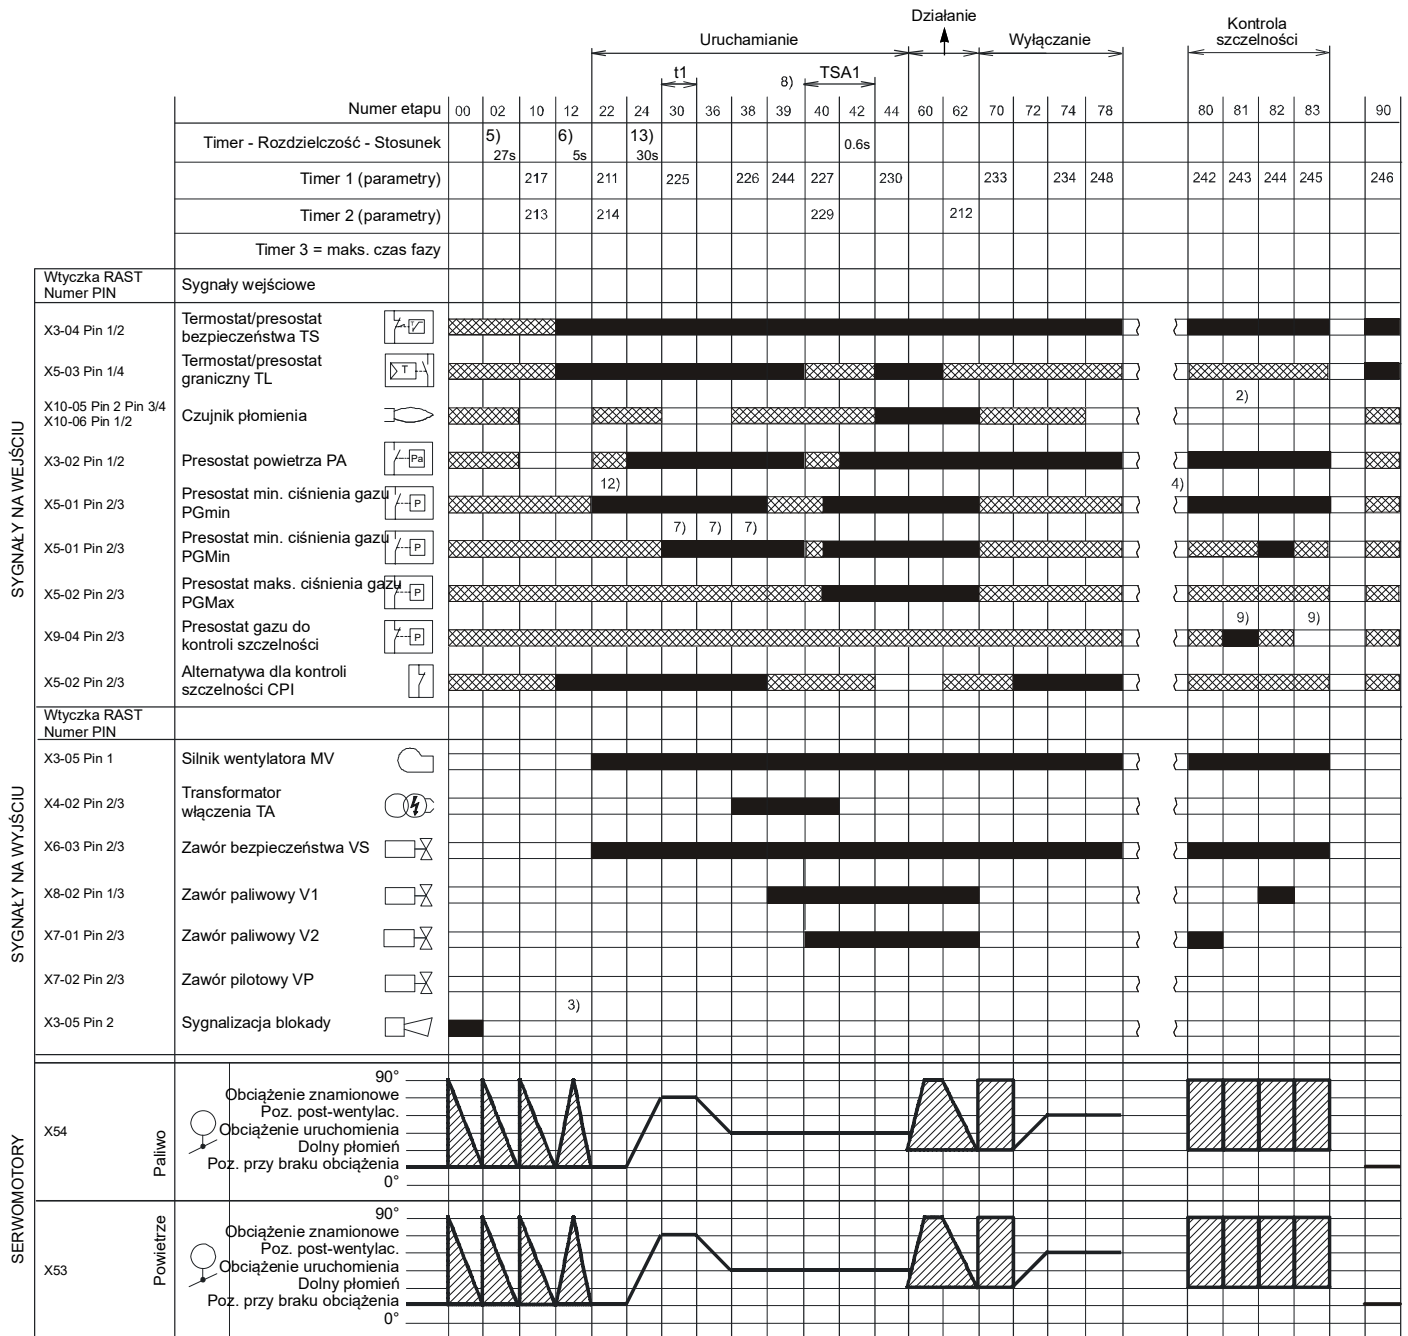 Działanie
Uruchamianie
Wyłączanie
Kontrola
szczelności
t1
8)
TSA1
Numer etapu 00 02 10 12 22 24 30 36 38 39 40 42 44 60 62 70 72 74 78 80 81 82 83 90
Timer - Rozdzielczość - Stosunek 5) 27s 6) 5s 13) 30s 0.6s
Timer 1 (parametry) 217 211 225 226 244 227 230 233 234 248 242 243 244 245 246
Timer 2 (parametry) 213 214 229 212
Timer 3 = maks. czas fazy
Wtyczka RAST
Numer PIN
Sygnały wejściowe
SYGNAŁY NA WEJŚCIU
X3-04 Pin 1/2
Termostat/presostat
bezpieczeństwa TS
X5-03 Pin 1/4
Termostat/presostat
graniczny TL
T
2)
X10-05 Pin 2 Pin 3/4
X10-06 Pin 1/2
Czujnik płomienia
X3-02 Pin 1/2
Presostat powietrza PA
Pa
12)
4)
X5-01 Pin 2/3
Presostat min. ciśnienia gazu
PGmin
P
7) 7) 7)
X5-01 Pin 2/3
Presostat min. ciśnienia gazu
PGMin
P
X5-02 Pin 2/3
Presostat maks. ciśnienia gazu
PGMax
P
9) 9)
X9-04 Pin 2/3
Presostat gazu do
kontroli szczelności
P
X5-02 Pin 2/3
Alternatywa dla kontroli
szczelności CPI
Wtyczka RAST
Numer PIN
SYGNAŁY NA WYJŚCIU
X3-05 Pin 1
Silnik wentylatora MV
X4-02 Pin 2/3
Transformator
włączenia TA
X6-03 Pin 2/3
Zawór bezpieczeństwa VS
X8-02 Pin 1/3
Zawór paliwowy V1
X7-01 Pin 2/3
Zawór paliwowy V2
X7-02 Pin 2/3
Zawór pilotowy VP
3)
X3-05 Pin 2
Sygnalizacja blokady
SERWOMOTORY
X54
Paliwo
90°
Obciążenie znamionowe
Poz. post-wentylac.
Obciążenie uruchomienia
Dolny płomień
Poz. przy braku obciążenia
0°
X53
Powietrze
90°
Obciążenie znamionowe
Poz. post-wentylac.
Obciążenie uruchomienia
Dolny płomień
Poz. przy braku obciążenia
0°